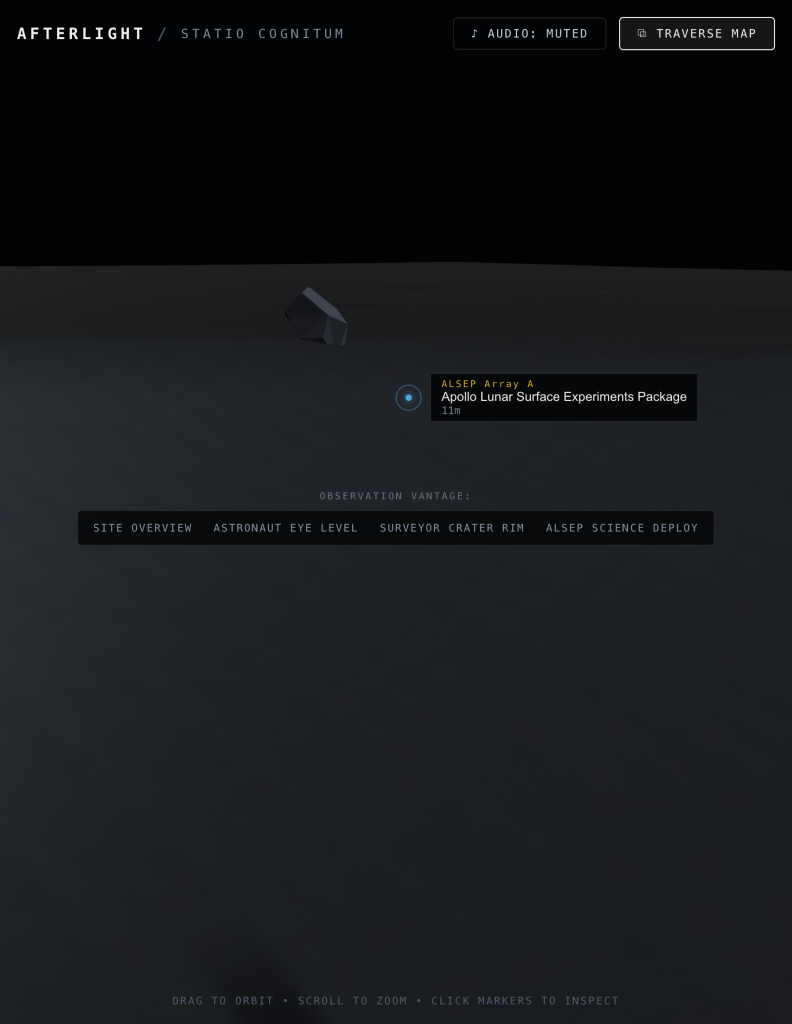 AFTERLIGHT / STATIO COGNITUM
♪ AUDIO: MUTED
TRAVERSE MAP
ALSEP Array A
Apollo Lunar Surface Experiments Package
11m
OBSERVATION VANTAGE:
SITE OVERVIEW ASTRONAUT EYE LEVEL SURVEYOR CRATER RIM ALSEP SCIENCE DEPLOY
DRAG TO ORBIT • SCROLL TO ZOOM • CLICK MARKERS TO INSPECT